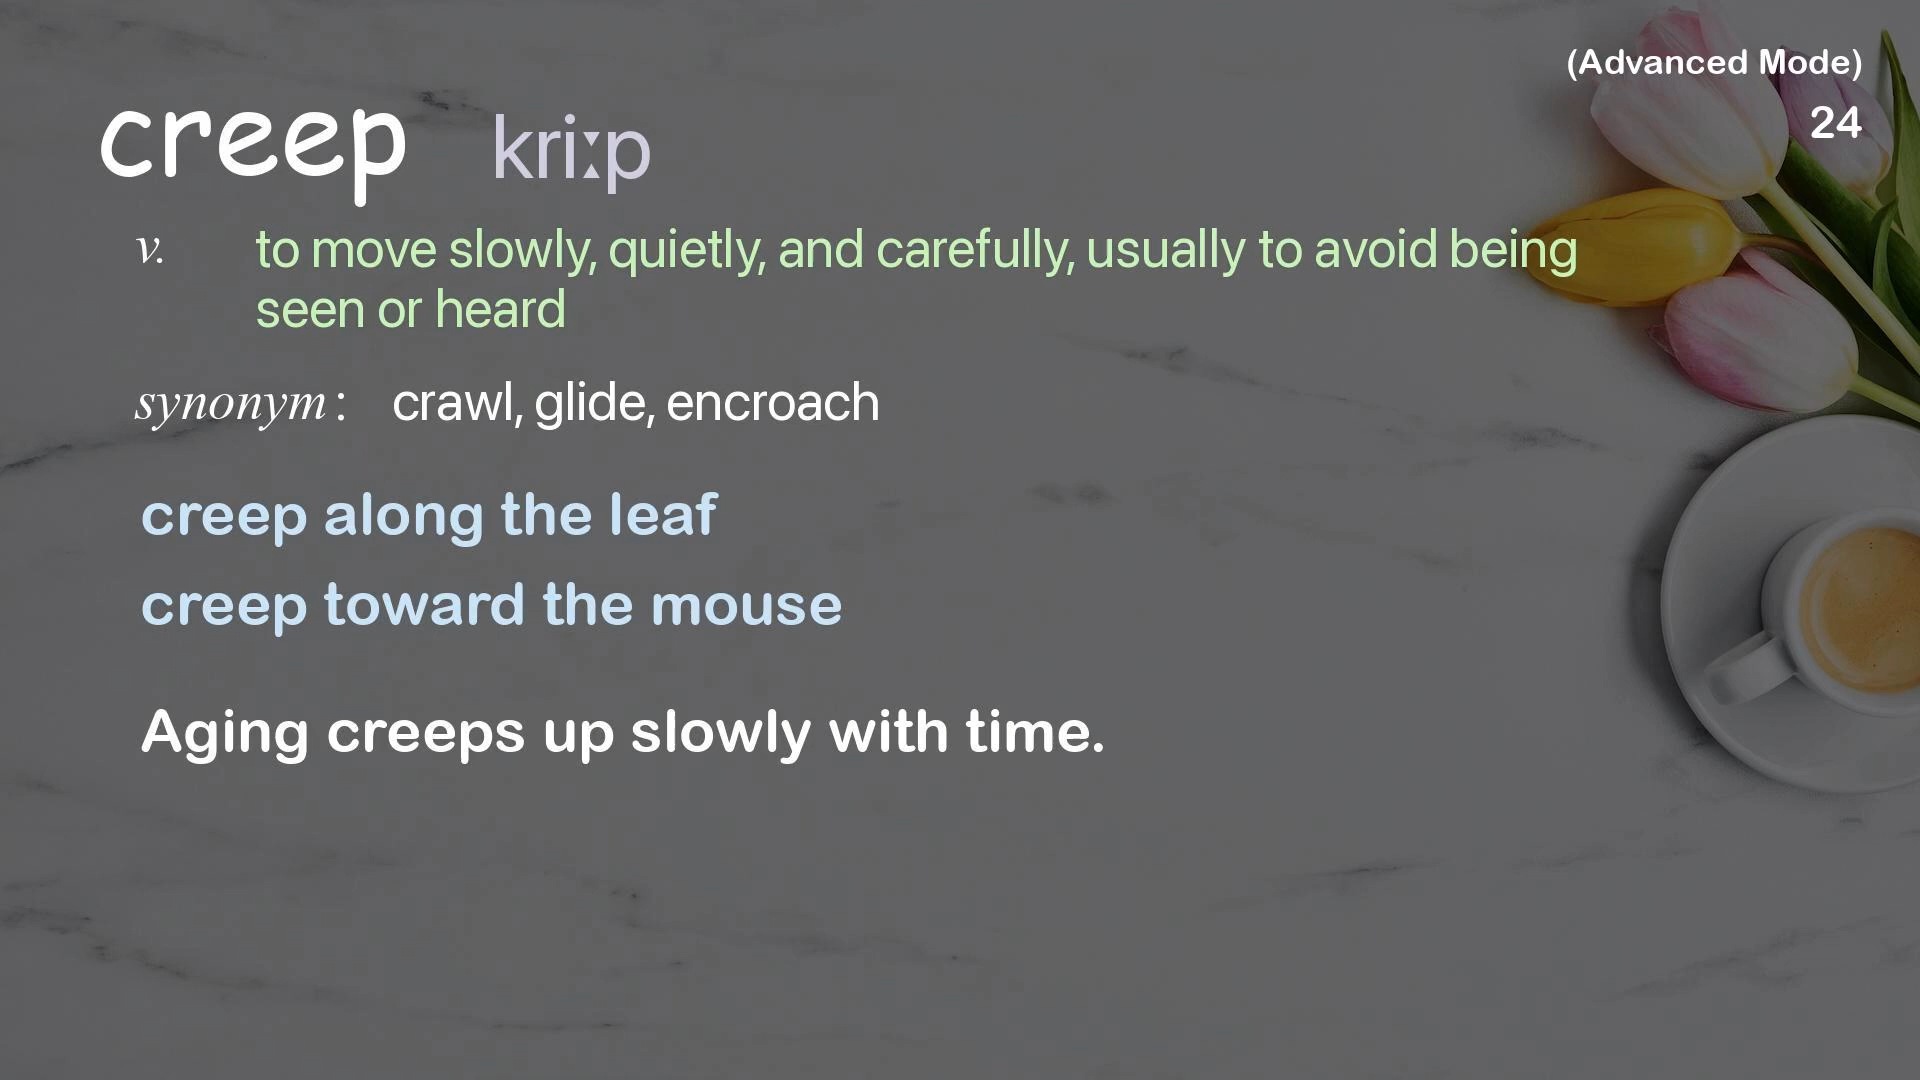 (Advanced Mode)
24
creep kriːp
v. to move slowly, quietly, and carefully, usually to avoid being
seen or heard
synonym : crawl, glide, encroach
creep along the leaf
creep toward the mouse
Aging creeps up slowly with time.